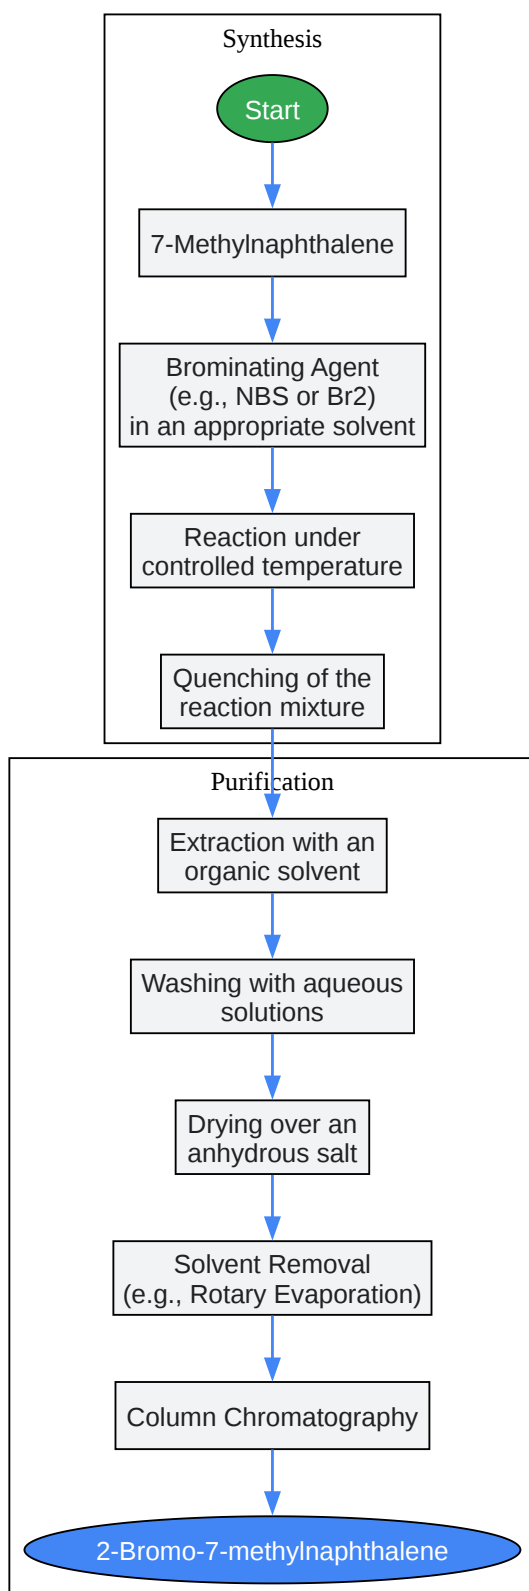 Synthesis
Start
7-Methylnaphthalene
Brominating Agent
(e.g., NBS or Br2)
in an appropriate solvent
Reaction under
controlled temperature
Quenching of the
reaction mixture
Purification
Extraction with an
organic solvent
Washing with aqueous
solutions
Drying over an
anhydrous salt
Solvent Removal
(e.g., Rotary Evaporation)
Column Chromatography
2-Bromo-7-methylnaphthalene